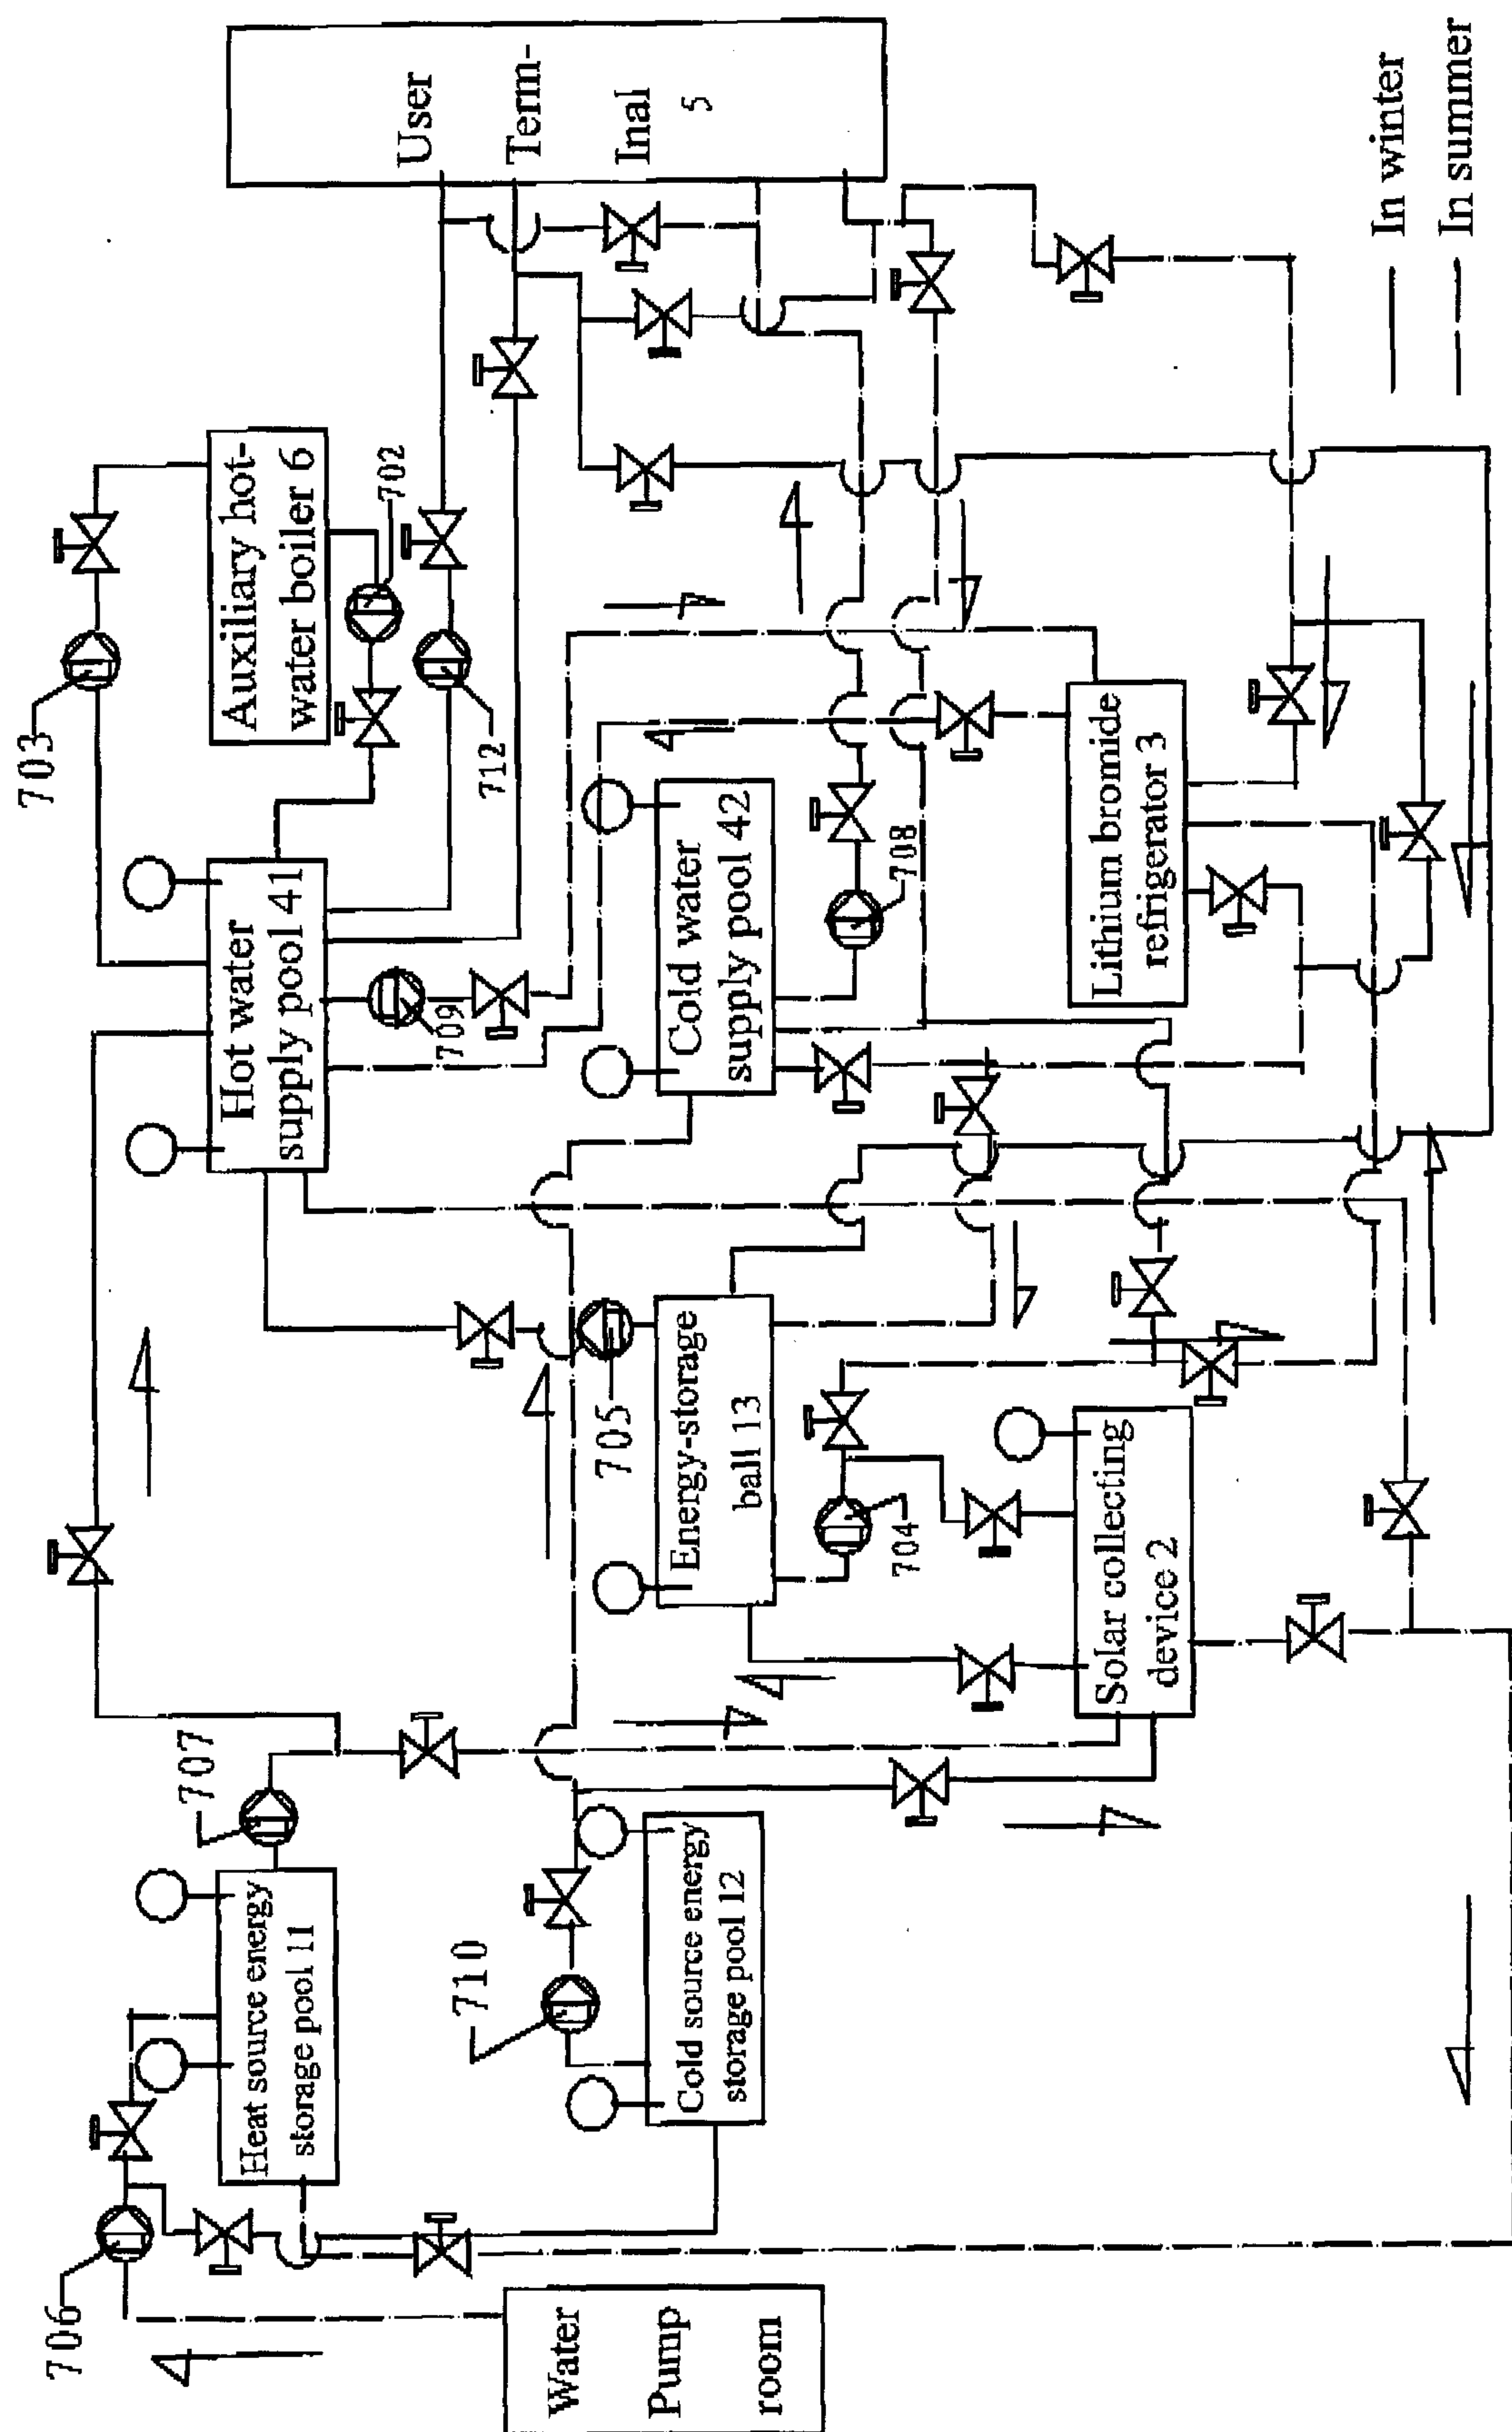 User
Term-
Inal
5
In winter
In summer
703
Auxiliary hot-
water boiler 6
702
712
Hot water
supply pool 41
709
Cold water
supply pool 42
708
Lithium bromide
refrigerator 3
705
Energy-storage
ball 13
704
Solar collecting
device 2
707
Heat source energy
storage pool 11
710
Cold source energy
storage pool 12
706
Water
Pump
room